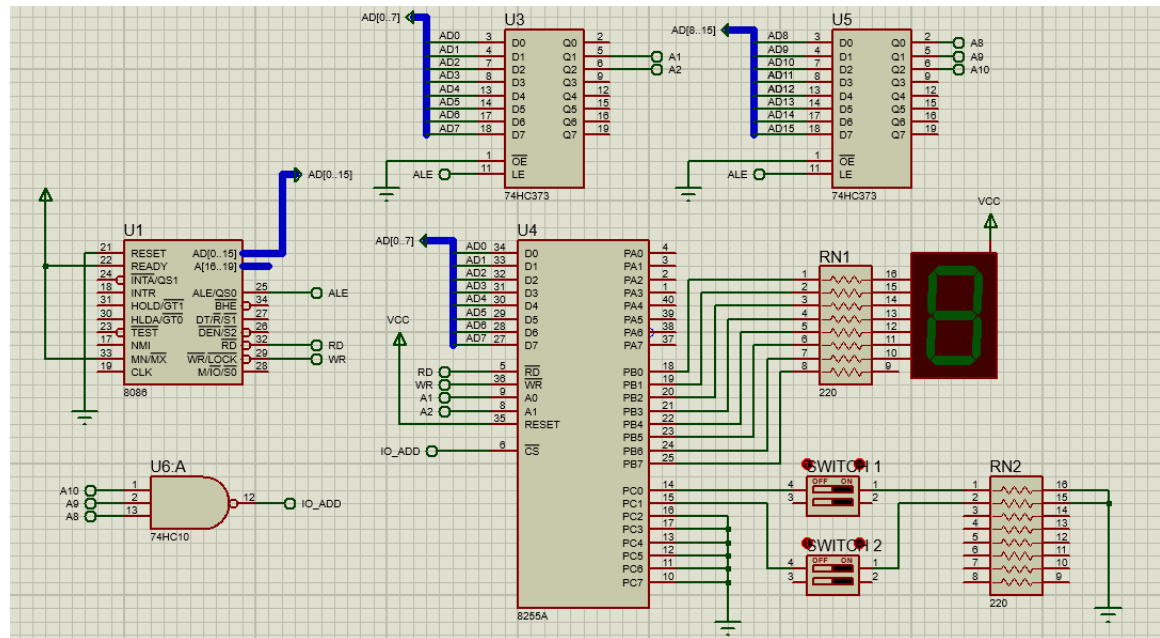 AD[0..7]
U3
AD0 3 D0 Q0 2
AD1 4 D1 Q1 5 A1
AD2 7 D2 Q2 6 A2
AD3 8 D3 Q3 9
AD4 13 D4 Q4 12
AD5 14 D5 Q5 15
AD6 17 D6 Q6 16
AD7 18 D7 Q7 19
1 OE
ALE 11 LE
74HC373
AD[8..15]
U5
AD8 3 D0 Q0 2 A8
AD9 4 D1 Q1 5 A9
AD10 7 D2 Q2 6 A10
AD11 8 D3 Q3 9
AD12 13 D4 Q4 12
AD13 14 D5 Q5 15
AD14 17 D6 Q6 16
AD15 18 D7 Q7 19
1 OE
ALE 11 LE
74HC373
AD[0..15]
U1
21 RESET AD[0..15]
22 READY A[16..19]
24 INTA/QS1
18 INTR ALE/QS0 25 ALE
31 HOLD/GT1 BHE 34
30 HLDA/GT0 DT/R/S1 27
23 TEST DEN/S2 26
17 NMI RD 32 RD
33 MN/MX WR/LOCK 29 WR
19 CLK M/IO/S0 28
8086
AD[0..7]
U4
AD0 34 D0 PA0 4
AD1 33 D1 PA1 3
AD2 32 D2 PA2 2
AD3 31 D3 PA3 1
AD4 30 D4 PA4 40
AD5 29 D5 PA5 39
AD6 28 D6 PA6 38
AD7 27 D7 PA7 37
VCC
RD 5 RD PB0 18
WR 36 WR PB1 19
A1 9 A0 PB2 20
A2 8 A1 PB3 21
35 RESET PB4 22
PB5 23
IO_ADD 6 CS PB6 24
PB7 25
PC0 14
PC1 15
PC2 16
PC3 17
PC4 13
PC5 12
PC6 11
PC7 10
8255A
VCC
RN1
1 16
2 15
3 14
4 13
5 12
6 11
7 10
8 9
220
U6:A
A10 1
A9 2 12 IO_ADD
A8 13
74HC10
SWITCH 1
OFF ON
4 1
3 2
SWITCH 2
OFF ON
4 1
3 2
RN2
1 16
2 15
3 14
4 13
5 12
6 11
7 10
8 9
220